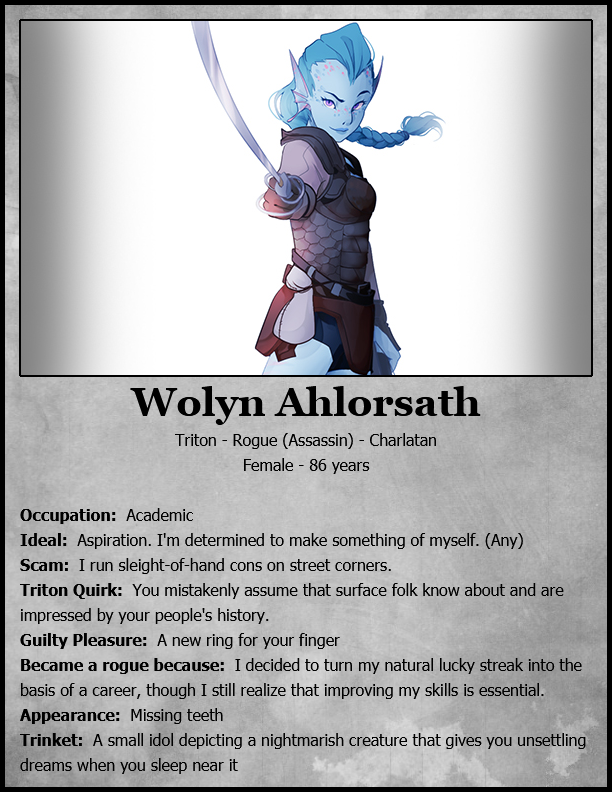 Wolyn Ahlorsath
Triton - Rogue (Assassin) - Charlatan
Female - 86 years
Occupation: Academic
Ideal: Aspiration. I'm determined to make something of myself. (Any)
Scam: I run sleight-of-hand cons on street corners.
Triton Quirk: You mistakenly assume that surface folk know about and are
impressed by your people's history.
Guilty Pleasure: A new ring for your finger
Became a rogue because: I decided to turn my natural lucky streak into the
basis of a career, though I still realize that improving my skills is essential.
Appearance: Missing teeth
Trinket: A small idol depicting a nightmarish creature that gives you unsettling
dreams when you sleep near it